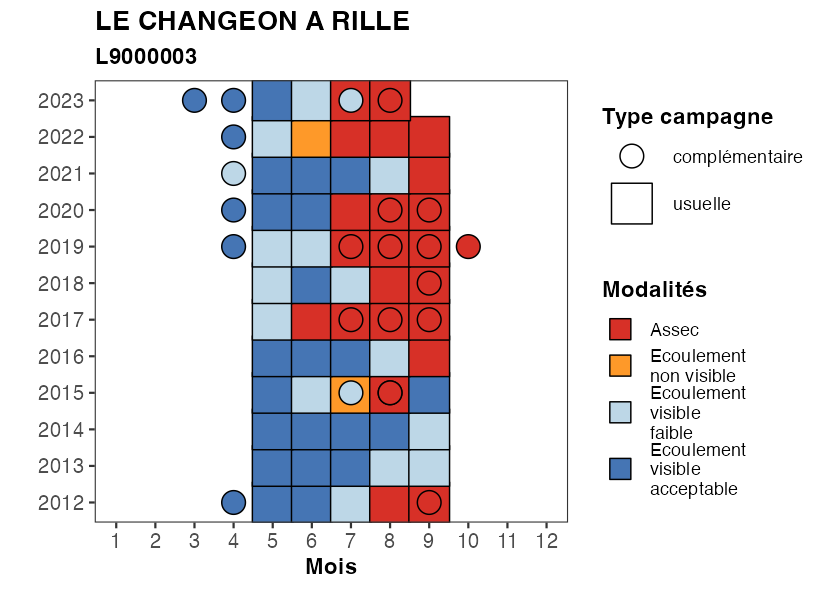 LE CHANGEON A RILLE
L9000003
2023
2022
2021
2020
2019
2018
2017
2016
2015
2014
2013
2012
1 2 3 4 5 6 7 8 9 10 11 12
Mois
Type campagne
complémentaire
usuelle
Modalités
Assec
Ecoulement
non visible
Ecoulement
visible
faible
Ecoulement
visible
acceptable